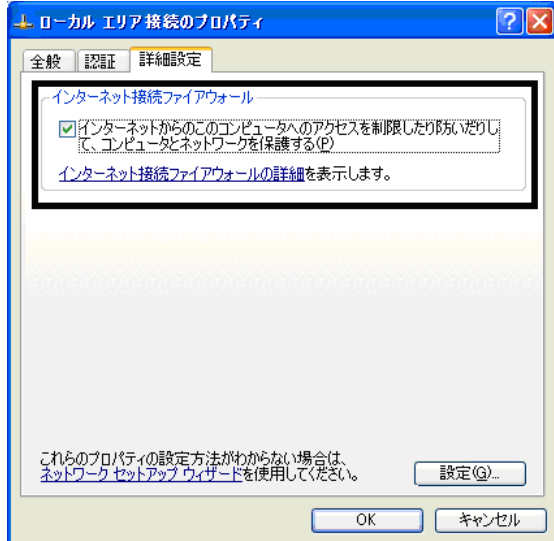 ローカル エリア接続のプロパティ
全般 認証 詳細設定
インターネット接続ファイアウォール
インターネットからのこのコンピュータへのアクセスを制限したり防いだりし
て、コンピュータとネットワークを保護する(P)
インターネット接続ファイアウォールの詳細を表示します。
これらのプロパティの設定方法がわからない場合は、
ネットワーク セットアップ ウィザードを使用してください。
設定(G)...
OK キャンセル